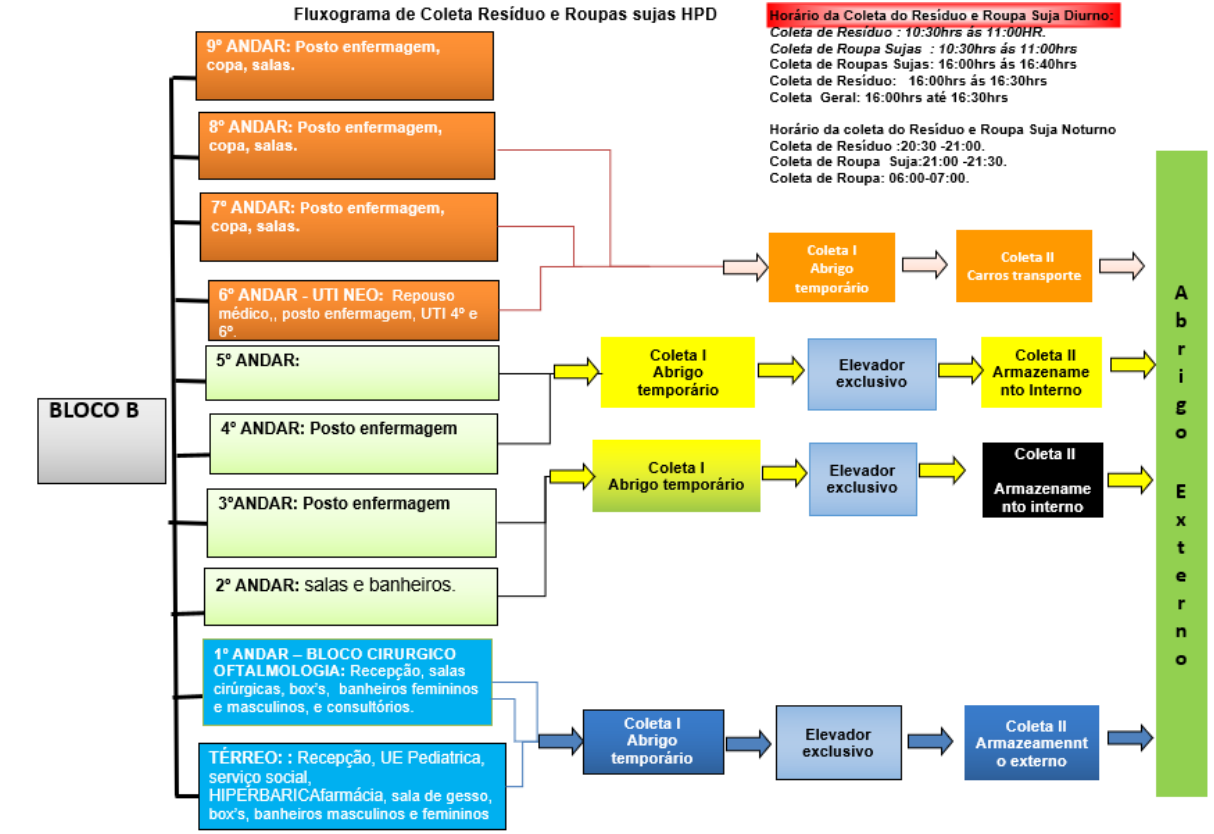 Fluxograma de Coleta Resíduo e Roupas sujas HPD
Horário da Coleta do Resíduo e Roupa Suja Diurno:
Coleta de Resíduo : 10:30hrs ás 11:00HR.
Coleta de Roupa Sujas : 10:30hrs ás 11:00hrs
Coleta de Roupas Sujas: 16:00hrs ás 16:40hrs
Coleta de Resíduo: 16:00hrs ás 16:30hrs
Coleta Geral: 16:00hrs até 16:30hrs
Horário da coleta do Resíduo e Roupa Suja Noturno
Coleta de Resíduo :20:30 -21:00.
Coleta de Roupa Suja:21:00 -21:30.
Coleta de Roupa: 06:00-07:00.
BLOCO B
9º ANDAR: Posto enfermagem,
copa, salas.
8º ANDAR: Posto enfermagem,
copa, salas.
7º ANDAR: Posto enfermagem,
copa, salas.
6º ANDAR - UTI NEO: Repouso
médico,, posto enfermagem, UTI 4º e
6º.
Coleta I
Abrigo
temporário
Coleta II
Carros transporte
5º ANDAR:
4º ANDAR: Posto enfermagem
Coleta I
Abrigo
temporário
Elevador
exclusivo
Coleta II
Armazename
nto Interno
3ºANDAR: Posto enfermagem
2º ANDAR: salas e banheiros.
Coleta I
Abrigo temporário
Elevador
exclusivo
Coleta II
Armazename
nto interno
1º ANDAR – BLOCO CIRURGICO
OFTALMOLOGIA: Recepção, salas
cirúrgicas, box's, banheiros femininos
e masculinos, e consultórios.
TÉRREO: : Recepção, UE Pediatrica,
serviço social,
HIPERBARICAfarmácia, sala de gesso,
box's, banheiros masculinos e femininos
Coleta I
Abrigo
temporário
Elevador
exclusivo
Coleta II
Armazeamennt
o externo
A
b
r
i
g
o
E
x
t
e
r
n
o